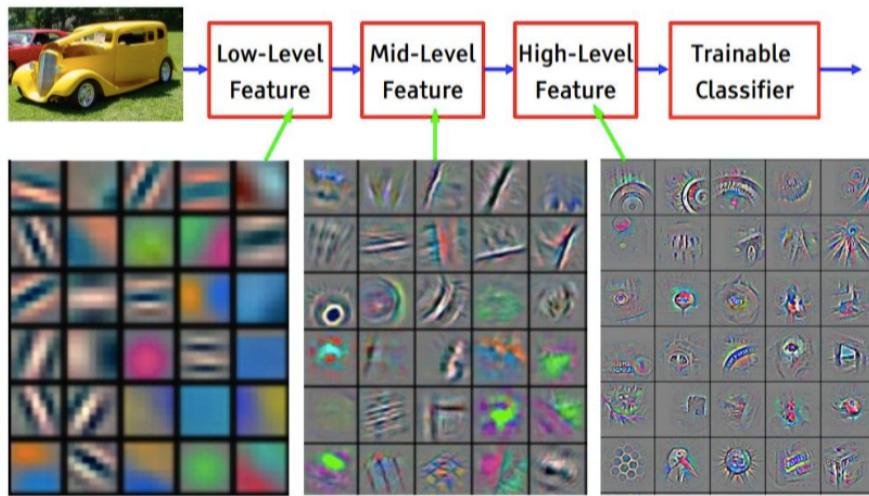 Low-Level
Feature
Mid-Level
Feature
High-Level
Feature
Trainable
Classifier